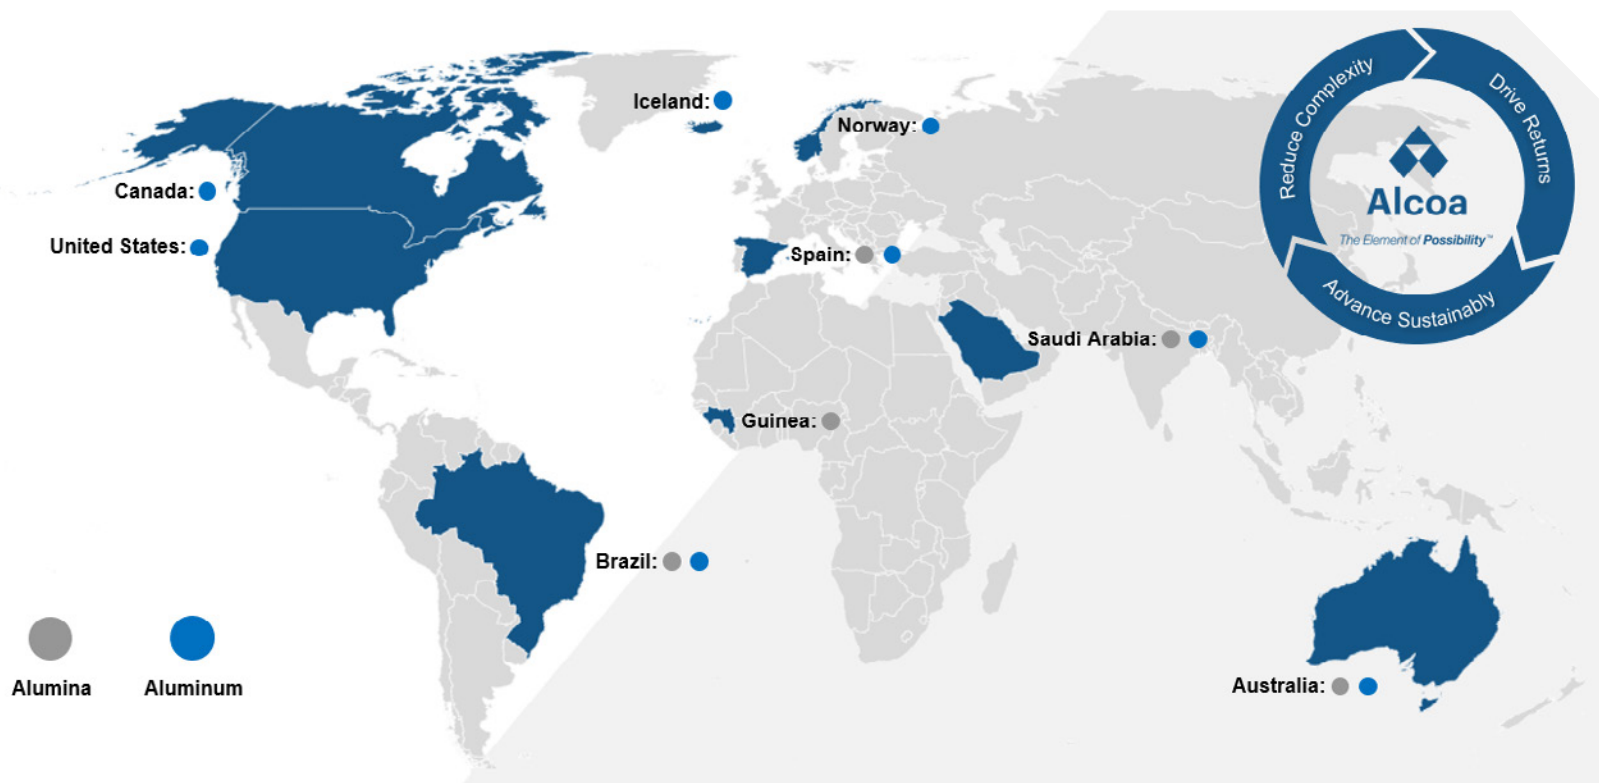 Iceland:
Norway:
Canada:
United States:
Spain:
Saudi Arabia:
Guinea:
Brazil:
Australia:
Alumina
Aluminum
Reduce Complexity
Drive Returns
Advance Sustainably
Alcoa
The Element of Possibility™